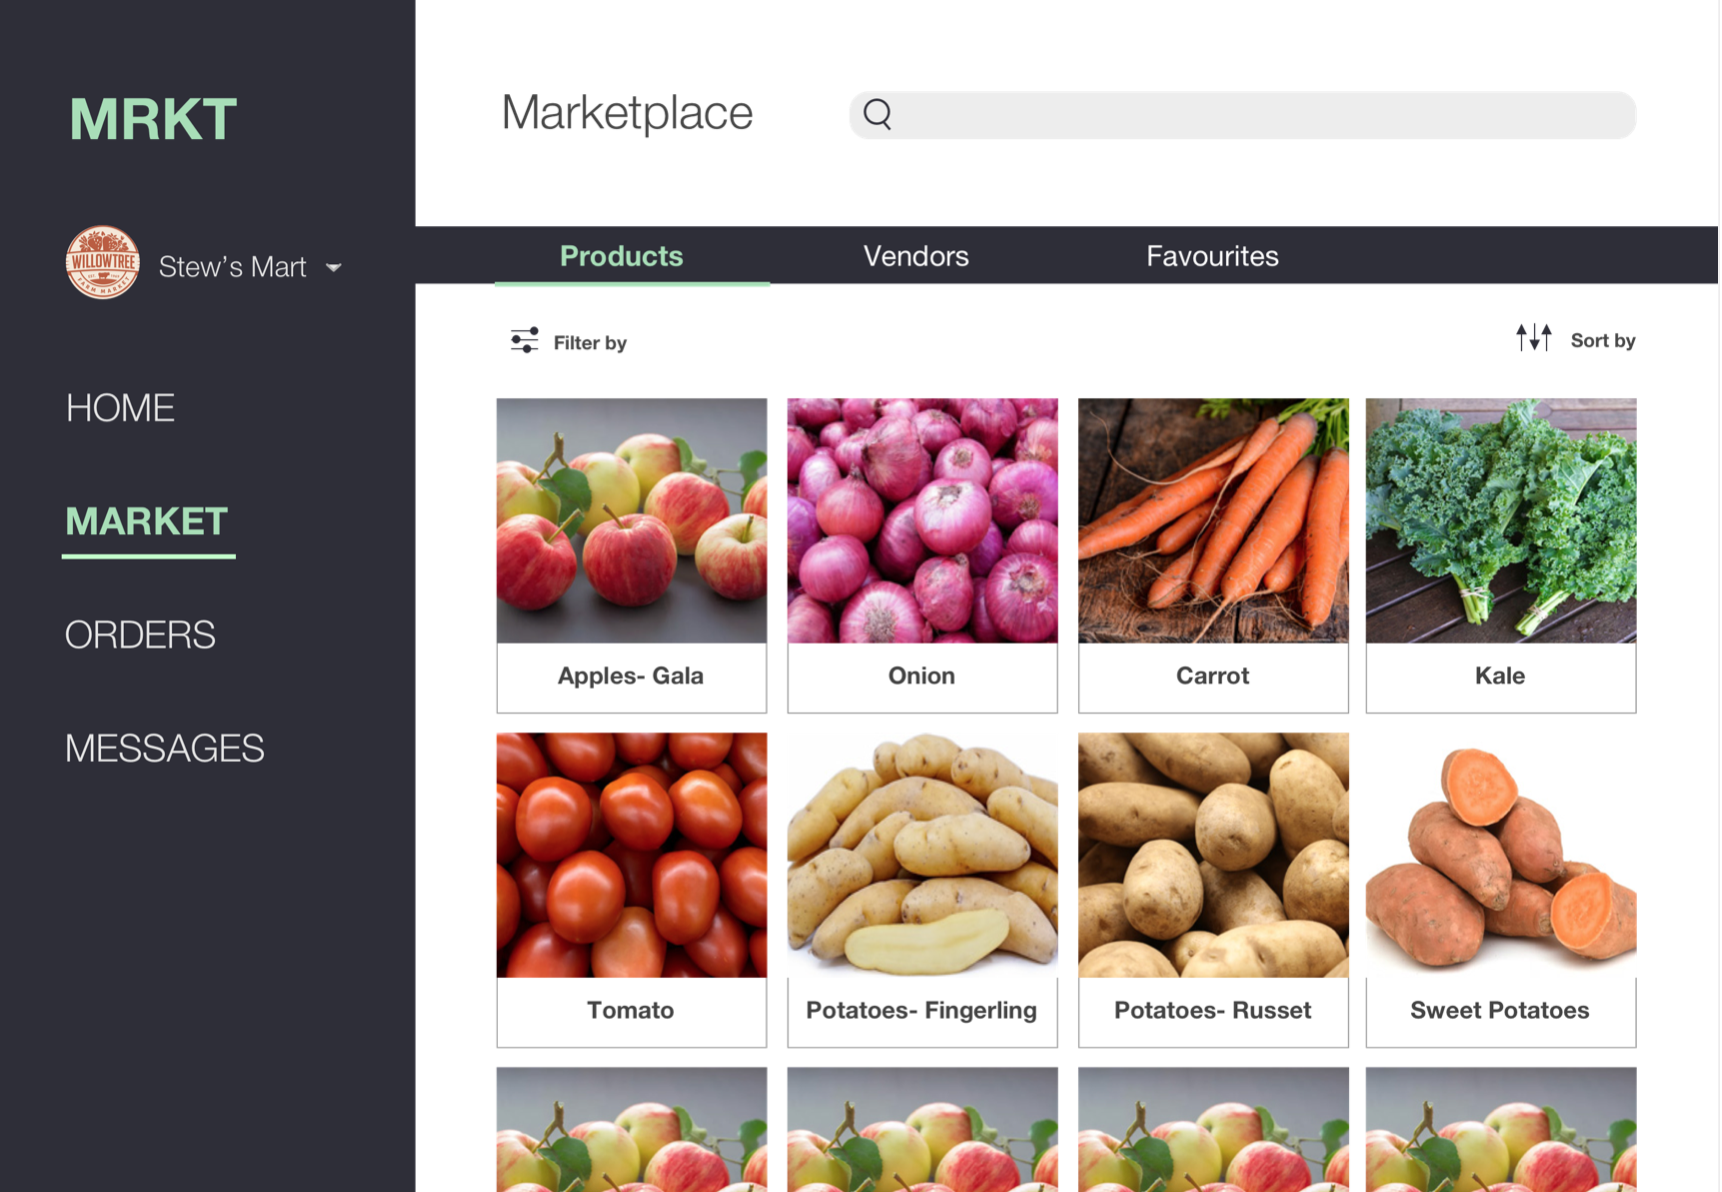 MRKT
WILLOWTREE
FARM MARKET
Stew's Mart
HOME
MARKET
ORDERS
MESSAGES
Marketplace
Products Vendors Favourites
Filter by Sort by
Apples- Gala Onion Carrot Kale
Tomato Potatoes- Fingerling Potatoes- Russet Sweet Potatoes